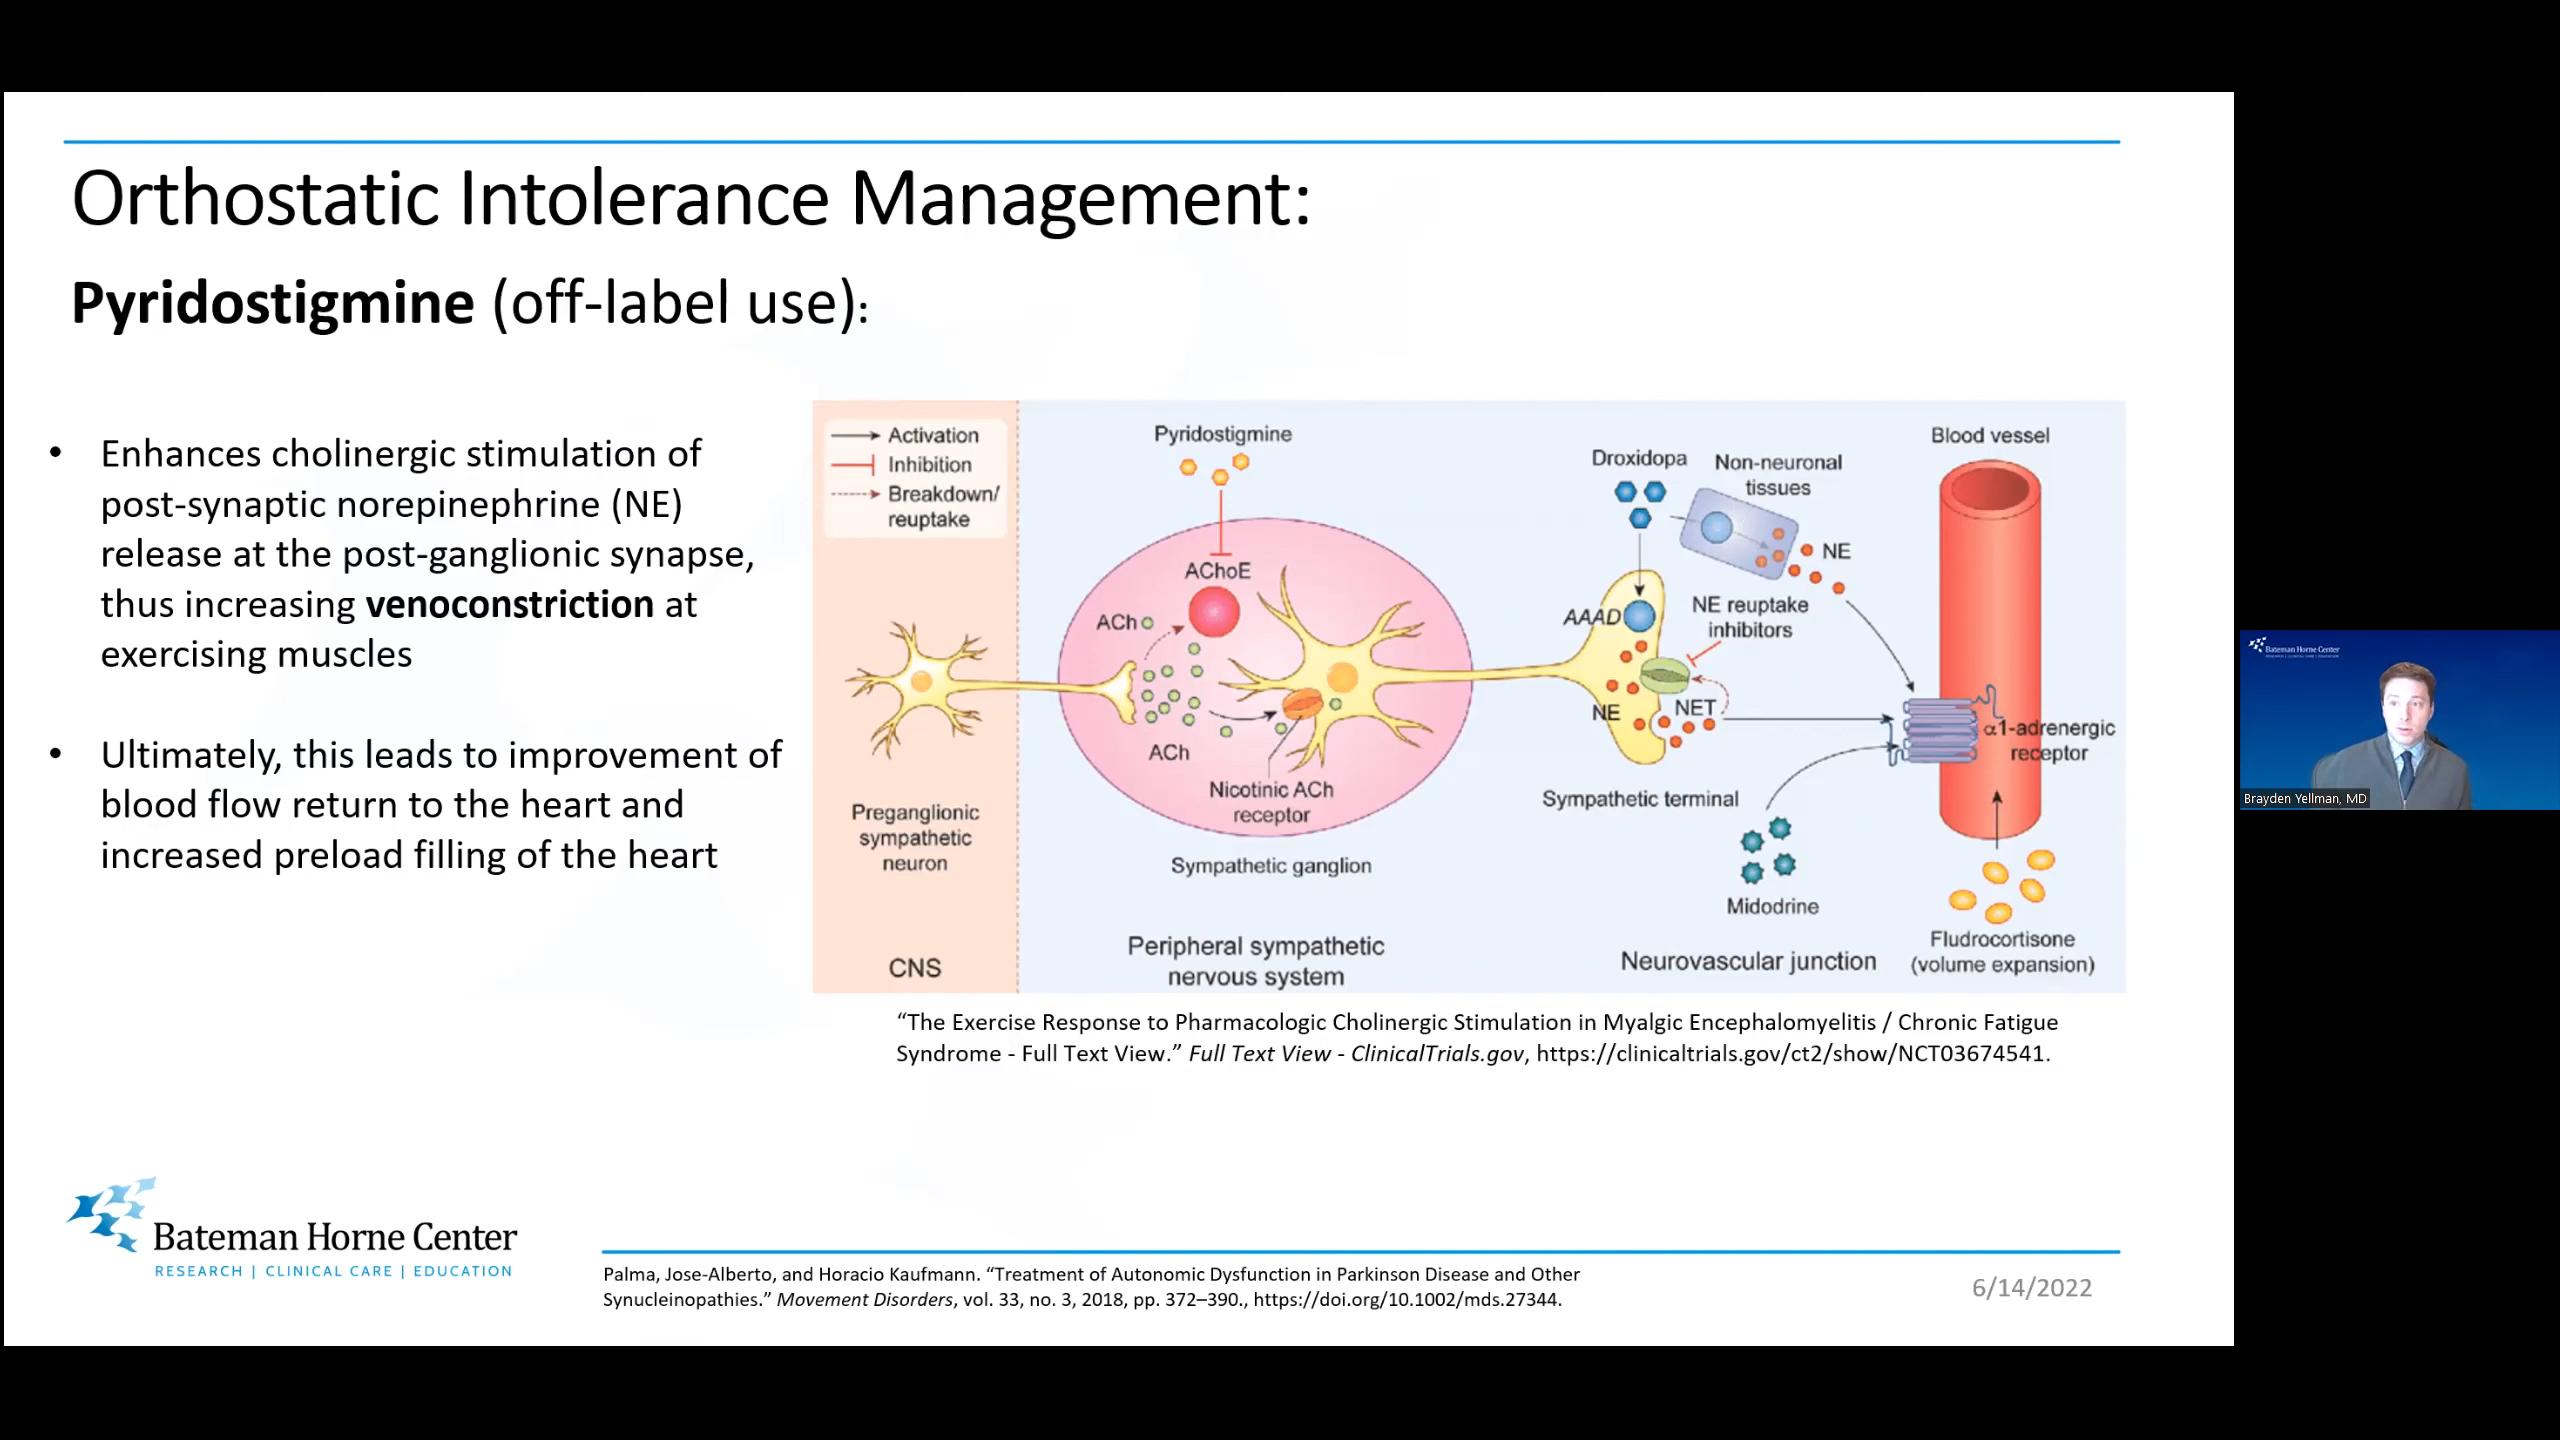 Orthostatic Intolerance Management:
Pyridostigmine (off-label use):
• Enhances cholinergic stimulation of
post-synaptic norepinephrine (NE)
release at the post-ganglionic synapse,
thus increasing venoconstriction at
exercising muscles
• Ultimately, this leads to improvement of
blood flow return to the heart and
increased preload filling of the heart
Activation
Inhibition
Breakdown/
reuptake
Preganglionic
sympathetic
neuron
CNS
Pyridostigmine
AChoE
ACh
ACh
Nicotinic ACh
receptor
Sympathetic ganglion
Peripheral sympathetic
nervous system
Droxidopa
Non-neuronal
tissues
NE
AAAD
NE reuptake
inhibitors
NE
NET
Sympathetic terminal
Midodrine
Neurovascular junction
Blood vessel
α1-adrenergic
receptor
Fludrocortisone
(volume expansion)
“The Exercise Response to Pharmacologic Cholinergic Stimulation in Myalgic Encephalomyelitis / Chronic Fatigue
Syndrome - Full Text View.” Full Text View - ClinicalTrials.gov, https://clinicaltrials.gov/ct2/show/NCT03674541.
Bateman Horne Center
RESEARCH | CLINICAL CARE | EDUCATION
Palma, Jose-Alberto, and Horacio Kaufmann. “Treatment of Autonomic Dysfunction in Parkinson Disease and Other
Synucleinopathies.” Movement Disorders, vol. 33, no. 3, 2018, pp. 372–390., https://doi.org/10.1002/mds.27344.
6/14/2022
Bateman Horne Center
RESEARCH | CLINICAL CARE | EDUCATION
Brayden Yellman, MD